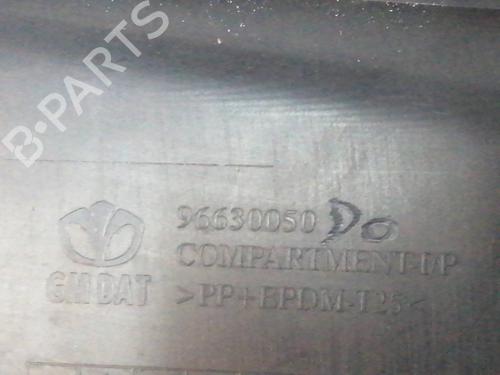 B-PARTS
96630050 DO
COMPARTMENT-I/P
GM DAT
>PP+EPDM-T25<